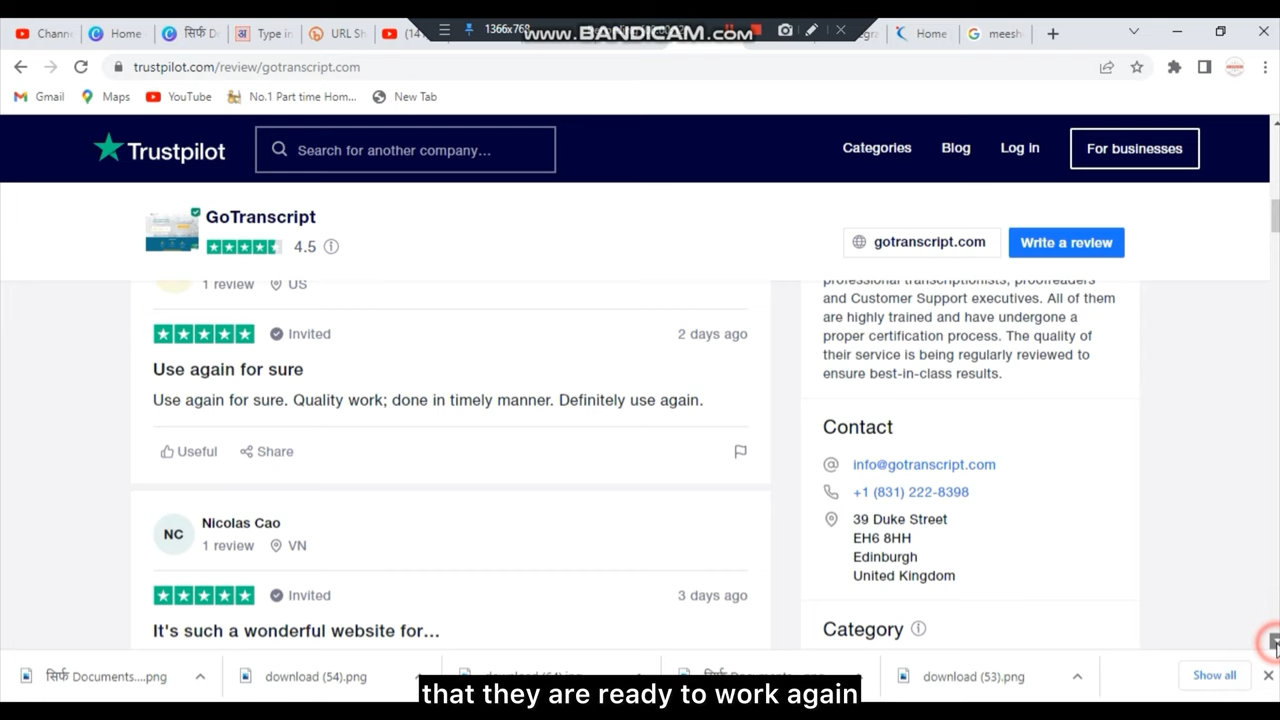 1366x768
www.BANDICAM.com
Chann
Home
सिर्फ D
Type in
URL Sh
(14
Home
meesh
trustpilot.com/review/gotranscript.com
Gmail
Maps
YouTube
No.1 Part time Hom...
New Tab
Trustpilot
Search for another company...
Categories
Blog
Log in
For businesses
GoTranscript
4.5
gotranscript.com
Write a review
1 review
US
Invited
2 days ago
Use again for sure
Use again for sure. Quality work; done in timely manner. Definitely use again.
Useful
Share
NC
Nicolas Cao
1 review
VN
Invited
3 days ago
It's such a wonderful website for...
professional transcriptionists, proofreaders
and Customer Support executives. All of them
are highly trained and have undergone a
proper certification process. The quality of
their service is being regularly reviewed to
ensure best-in-class results.
Contact
info@gotranscript.com
+1 (831) 222-8398
39 Duke Street
EH6 8HH
Edinburgh
United Kingdom
Category
सिर्फ Documents....png
download (54).png
download (53).png
Show all
that they are ready to work again